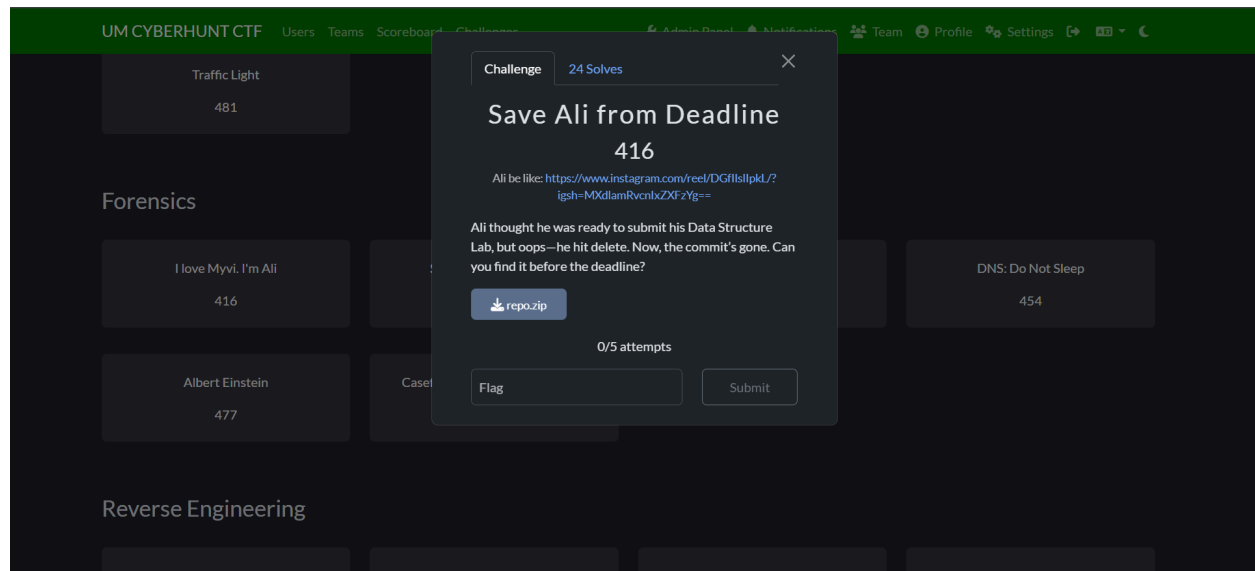 UM CYBERHUNT CTF Users Teams Scoreboard Challenges Admin Panel Notifications Team Profile Settings
Challenge 24 Solves
Save Ali from Deadline
416
Ali be like: https://www.instagram.com/reel/DGfIlslIpkL/?
igsh=MXdlamRvcnIxZXFzYg==
Ali thought he was ready to submit his Data Structure
Lab, but oops—he hit delete. Now, the commit's gone. Can
you find it before the deadline?
repo.zip
0/5 attempts
Flag Submit
Traffic Light
481
Forensics
I love Myvi. I'm Ali
416
DNS: Do Not Sleep
454
Albert Einstein
477
Reverse Engineering